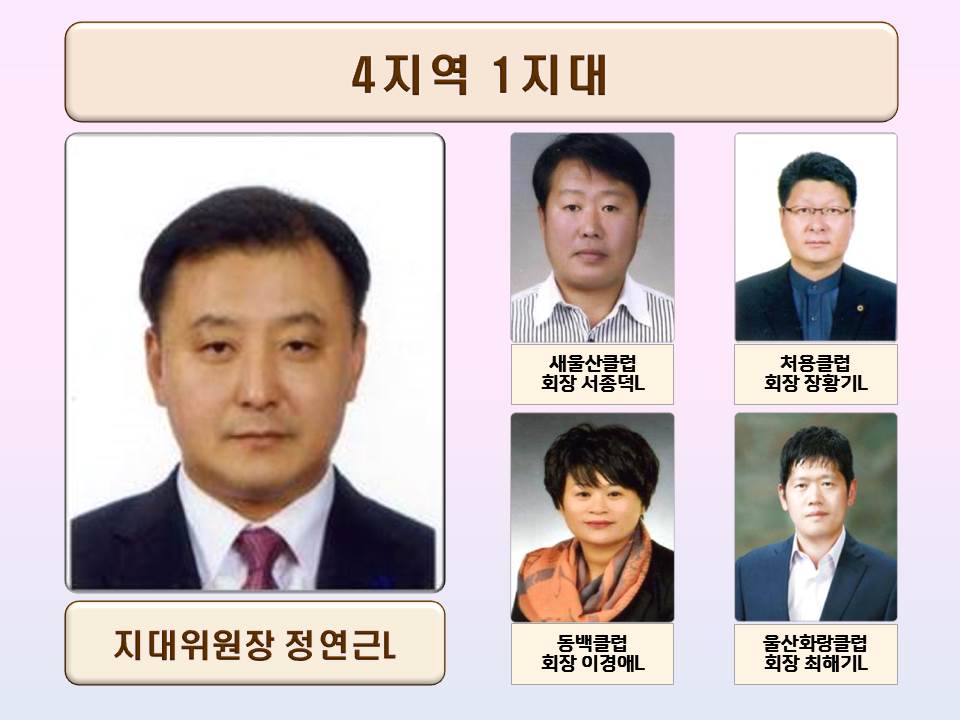 4지역 1지대
지대위원장 정연근L
새울산클럽
회장 서종덕L
처용클럽
회장 장황기L
동백클럽
회장 이경애L
울산화랑클럽
회장 최해기L